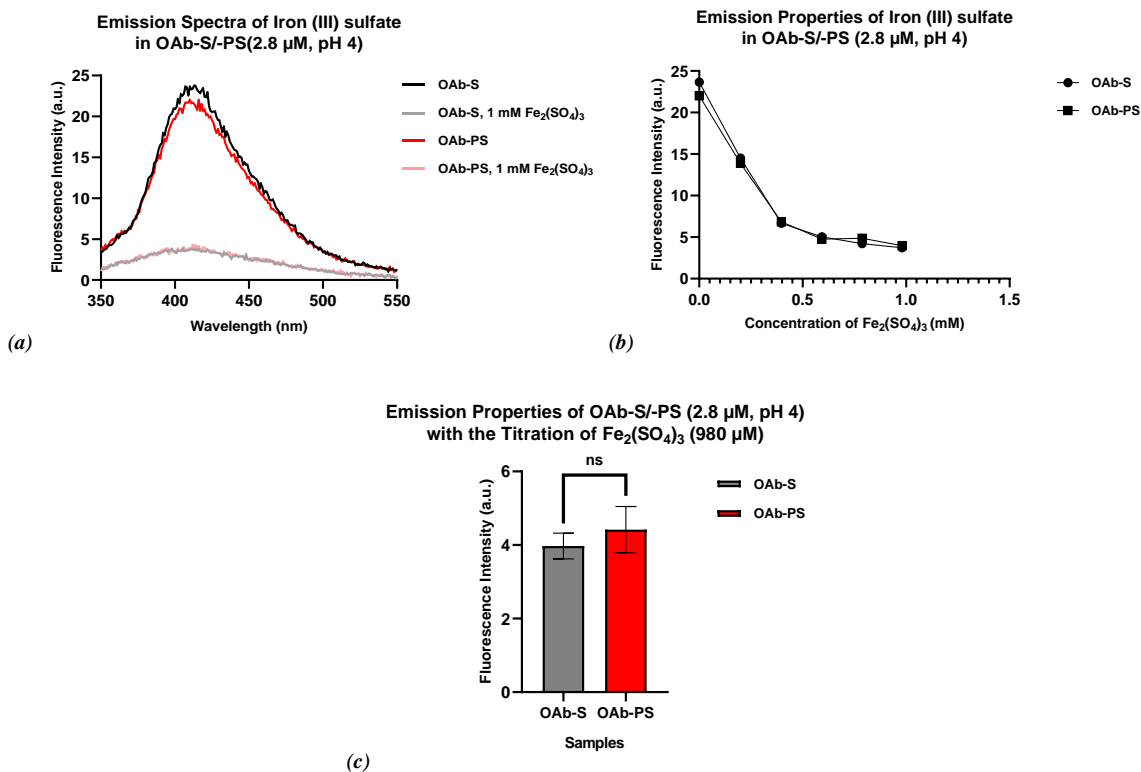 Emission Spectra of Iron (III) sulfate
in OAb-S/-PS(2.8 µM, pH 4)
Fluorescence Intensity (a.u.)
25
20
15
10
5
0
350
400
450
500
550
Wavelength (nm)
OAb-S
OAb-S, 1 mM Fe₂(SO₄)₃
OAb-PS
OAb-PS, 1 mM Fe₂(SO₄)₃
(a)
Emission Properties of Iron (III) sulfate
in OAb-S/-PS (2.8 µM, pH 4)
Fluorescence Intensity (a.u.)
25
20
15
10
5
0
0.0
0.5
1.0
1.5
Concentration of Fe₂(SO₄)₃ (mM)
OAb-S
OAb-PS
(b)
Emission Properties of OAb-S/-PS (2.8 µM, pH 4)
with the Titration of Fe₂(SO₄)₃ (980 µM)
Fluorescence Intensity (a.u.)
6
4
2
0
ns
OAb-S
OAb-PS
Samples
OAb-S
OAb-PS
(c)